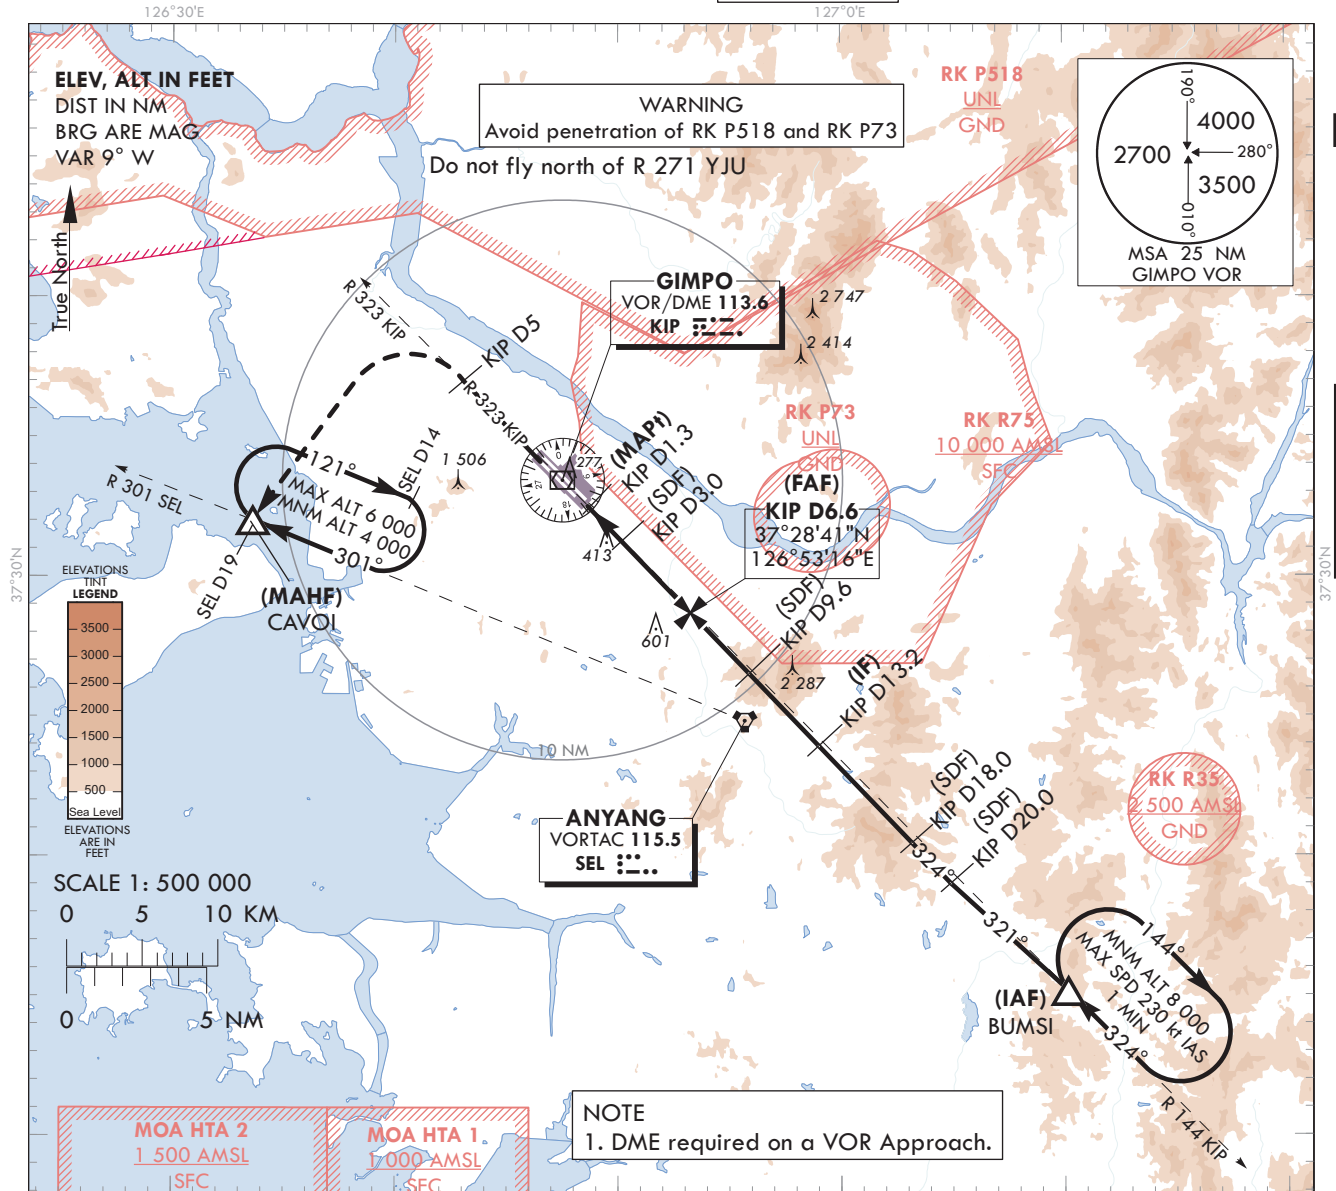 126°30'E
127°0'E
ELEV, ALT IN FEET
DIST IN NM
BRG ARE MAG
VAR 9° W
True North
WARNING
Avoid penetration of RK P518 and RK P73
Do not fly north of R 271 YJU
RK P518
UNL
GND
190°
4000
2700
280°
3500
010°
MSA 25 NM
GIMPO VOR
GIMPO
VOR/DME 113.6
KIP
R 323 KIP
KIP D5
R-323-KIP
2 747
2 414
RK P73
UNL
GND
RK R75
10 000 AMSL
SFC
(MAPt)
KIP D1.3
(SDF)
KIP D3.0
277
0
27
18
9
413
(FAF)
KIP D6.6
37°28'41"N
126°53'16"E
1 506
SEL D14
121°
MAX ALT 6 000
MNM ALT 4 000
301°
R 301 SEL
SEL D19
(MAHF)
CAVOI
37°30'N
37°30'N
601
(SDF)
KIP D9.6
2 287
(IF)
KIP D13.2
10 NM
ELEVATIONS
TINT
LEGEND
3500
3000
2500
2000
1500
1000
500
Sea Level
ELEVATIONS
ARE IN
FEET
ANYANG
VORTAC 115.5
SEL
(SDF)
KIP D18.0
(SDF)
KIP D20.0
RK R35
2 500 AMSL
GND
324°
321°
SCALE 1: 500 000
0 5 10 KM
0 5 NM
(IAF)
BUMSI
144°
MNM ALT 8 000
MAX SPD 230 kt IAS
1 MIN
324°
R 144 KIP
NOTE
1. DME required on a VOR Approach.
MOA HTA 2
1 500 AMSL
SFC
MOA HTA 1
1 000 AMSL
SFC